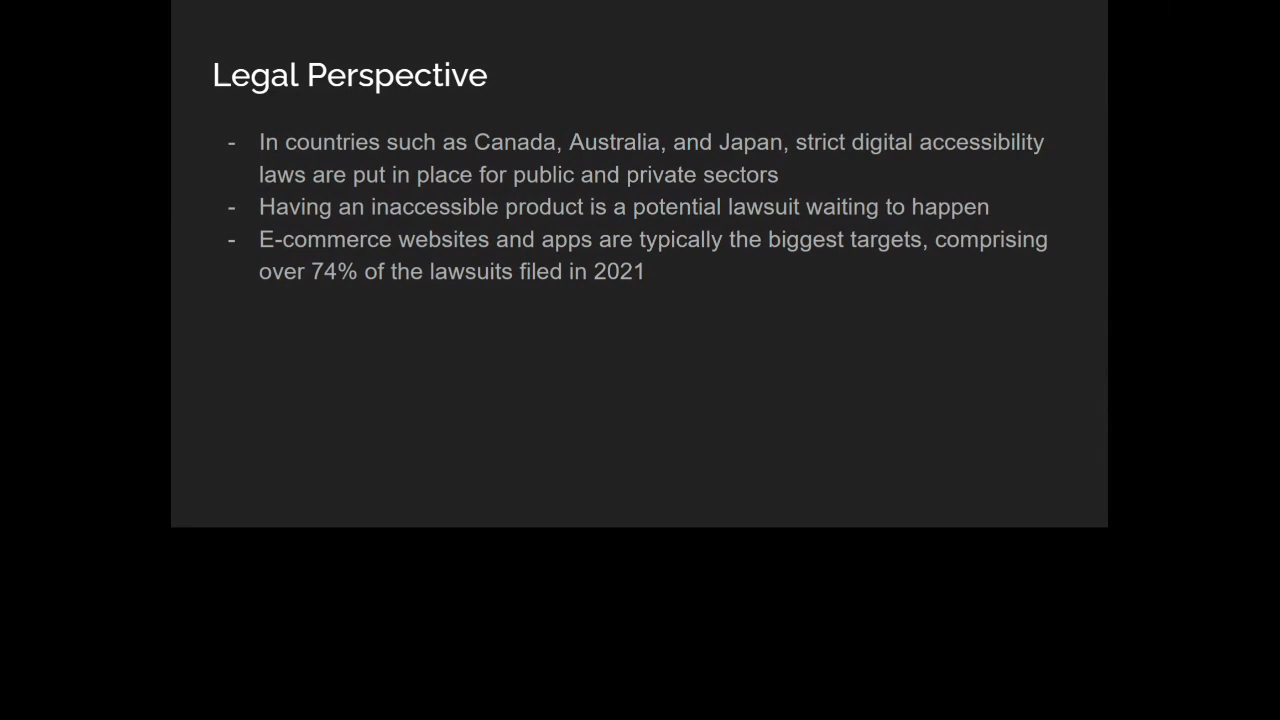 Legal Perspective
- In countries such as Canada, Australia, and Japan, strict digital accessibility
laws are put in place for public and private sectors
- Having an inaccessible product is a potential lawsuit waiting to happen
- E-commerce websites and apps are typically the biggest targets, comprising
over 74% of the lawsuits filed in 2021